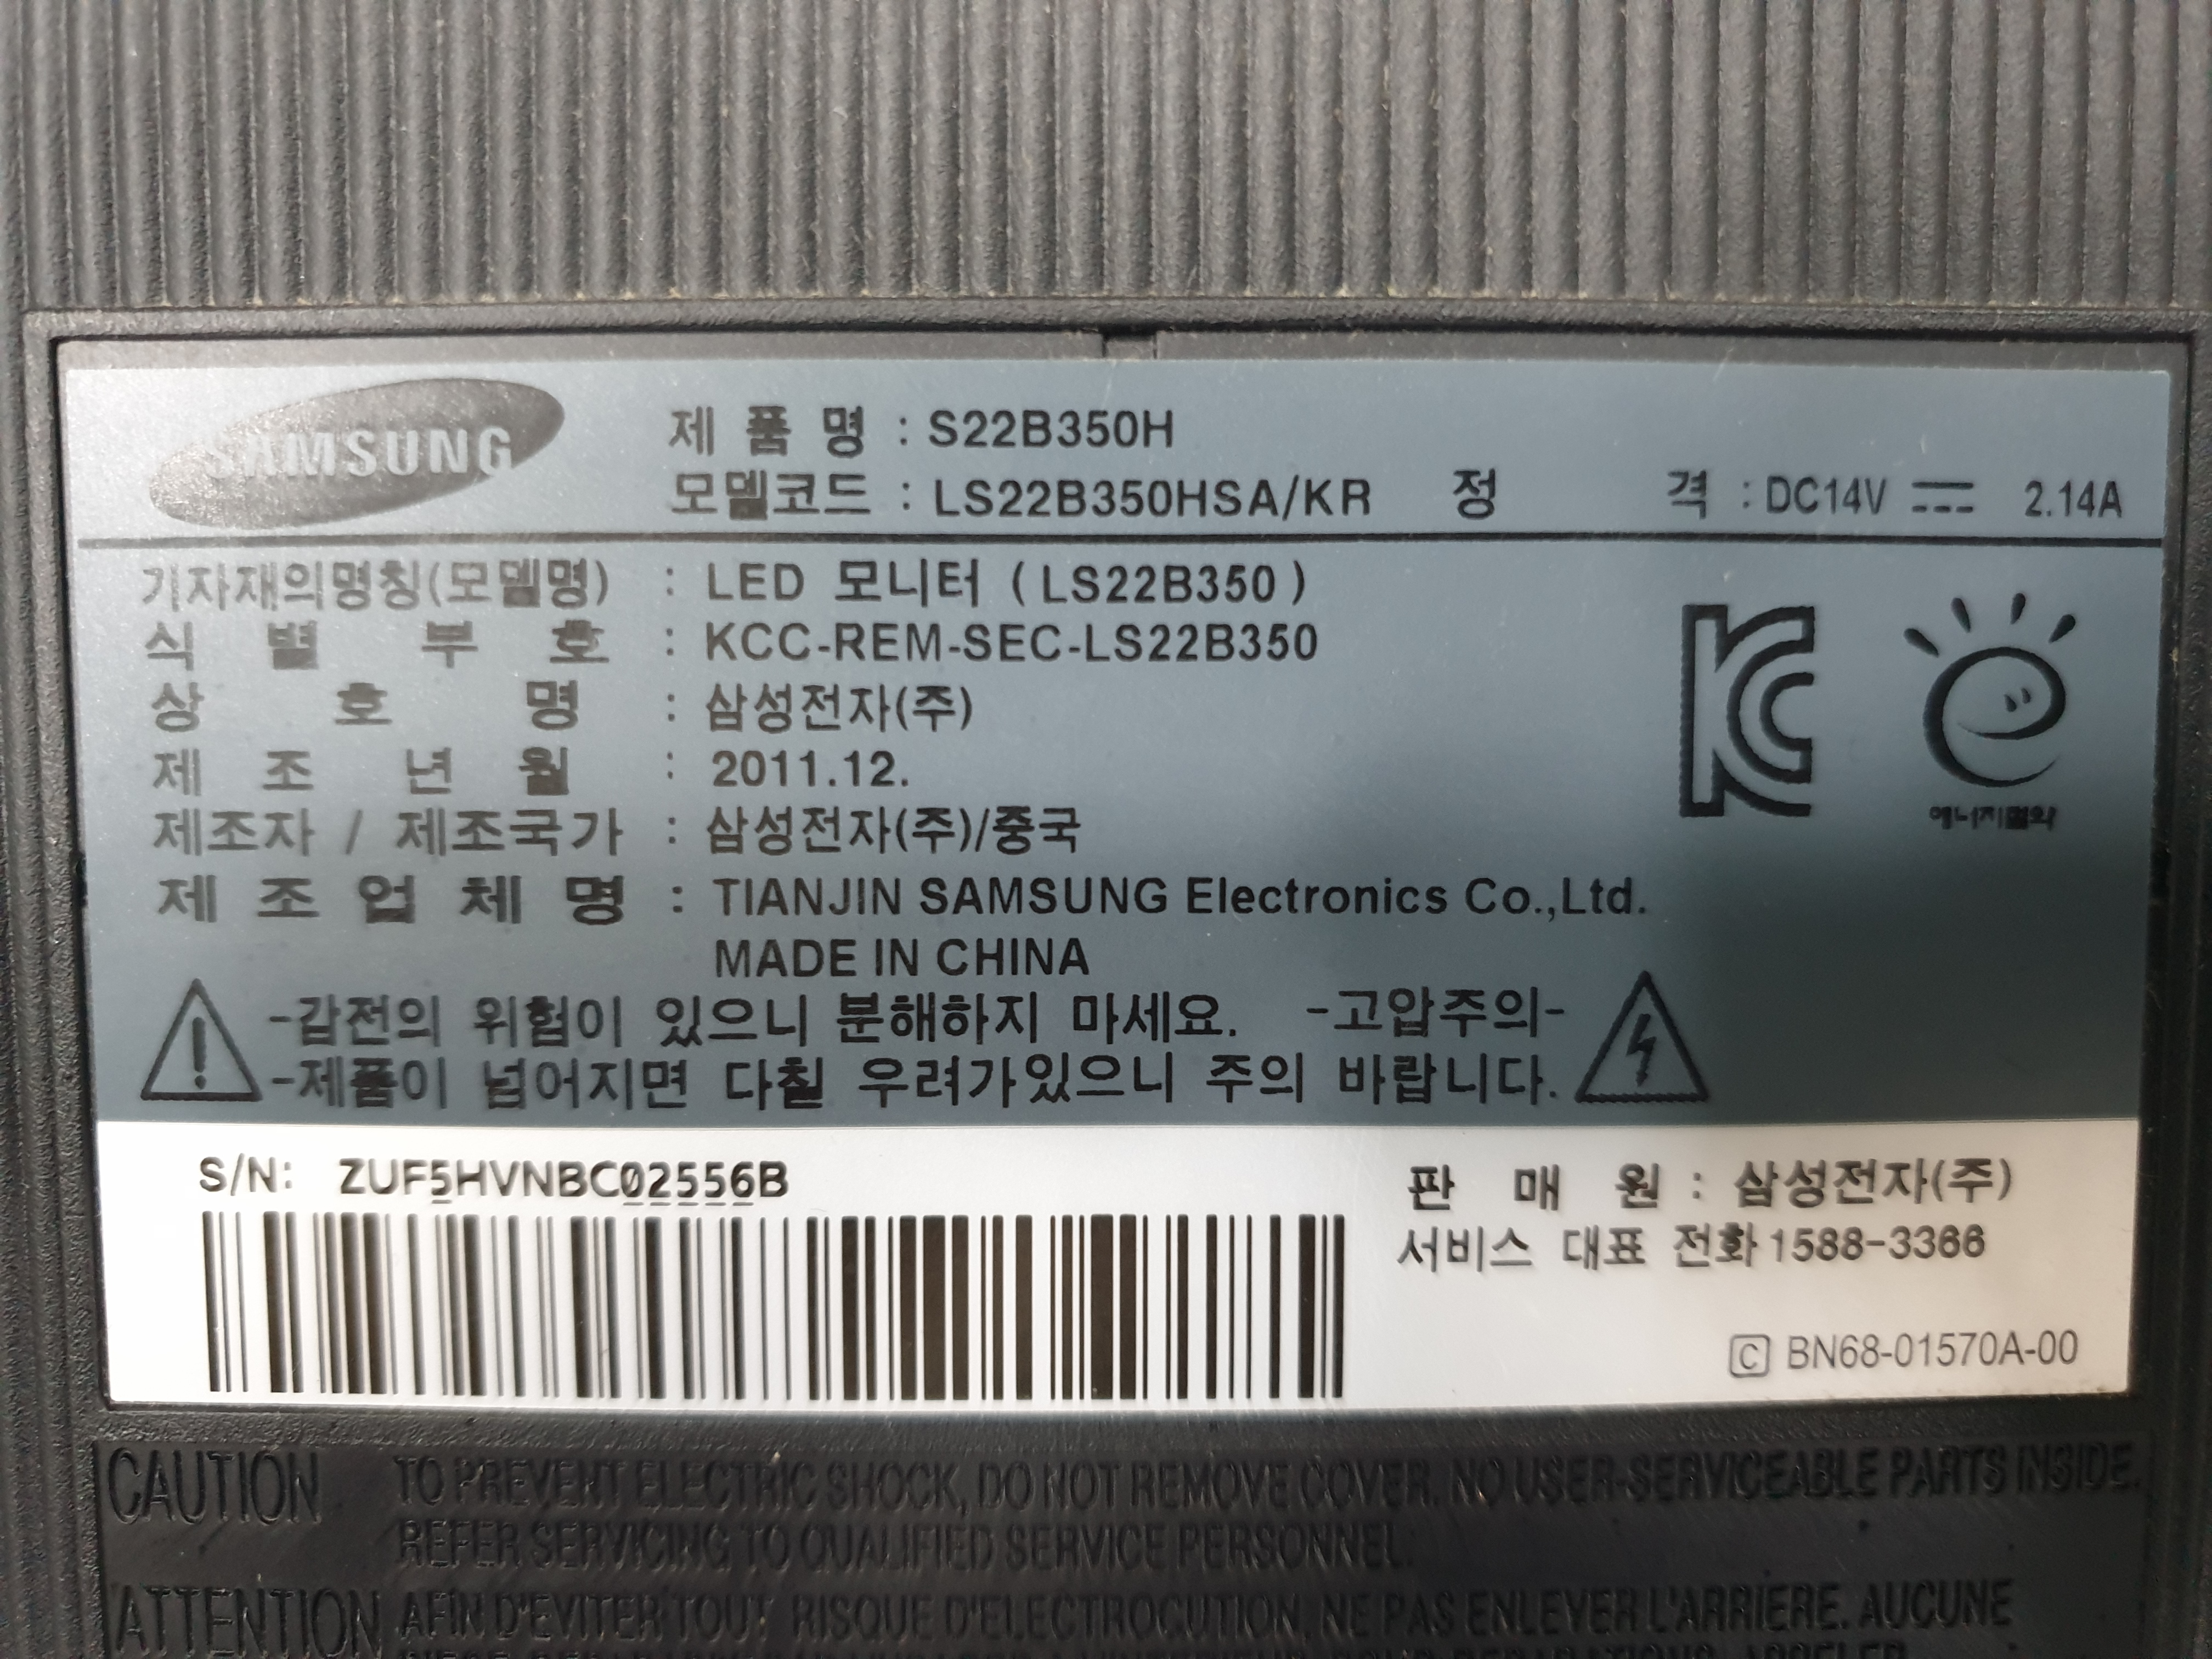 SAMSUNG
제 품 명 : S22B350H
모델코드 : LS22B350HSA/KR 정 격 : DC14V 2.14A
기자재의명칭(모델명) : LED 모니터 ( LS22B350 )
식 별 부 호 : KCC-REM-SEC-LS22B350
상 호 명 : 삼성전자(주)
제 조 년 월 : 2011.12.
제조자 / 제조국가 : 삼성전자(주)/중국
에너지절약
제 조 업 체 명 : TIANJIN SAMSUNG Electronics Co.,Ltd.
MADE IN CHINA
-감전의 위험이 있으니 분해하지 마세요. -고압주의-
-제품이 넘어지면 다칠 우려가있으니 주의 바랍니다.
S/N: ZUF5HVNBC02556B
판 매 원 : 삼성전자(주)
서비스 대표 전화 1588-3366
C BN68-01570A-00
CAUTION TO PREVENT ELECTRIC SHOCK, DO NOT REMOVE COVER. NO USER-SERVICEABLE PARTS INSIDE.
REFER SERVICING TO QUALIFIED SERVICE PERSONNEL.
ATTENTION AFIN D'EVITER TOUT RISQUE D'ELECTROCUTION, NE PAS ENLEVER L'ARRIERE. AUCUNE